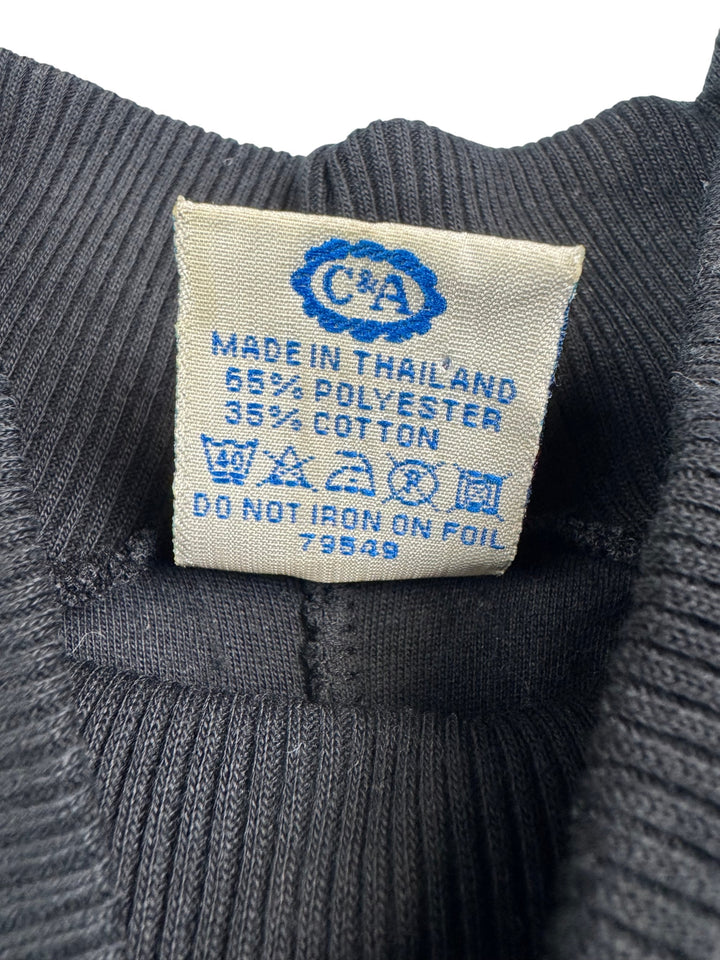 C&A
MADE IN THAILAND
65% POLYESTER
35% COTTON
40 P
DO NOT IRON ON FOIL
79549